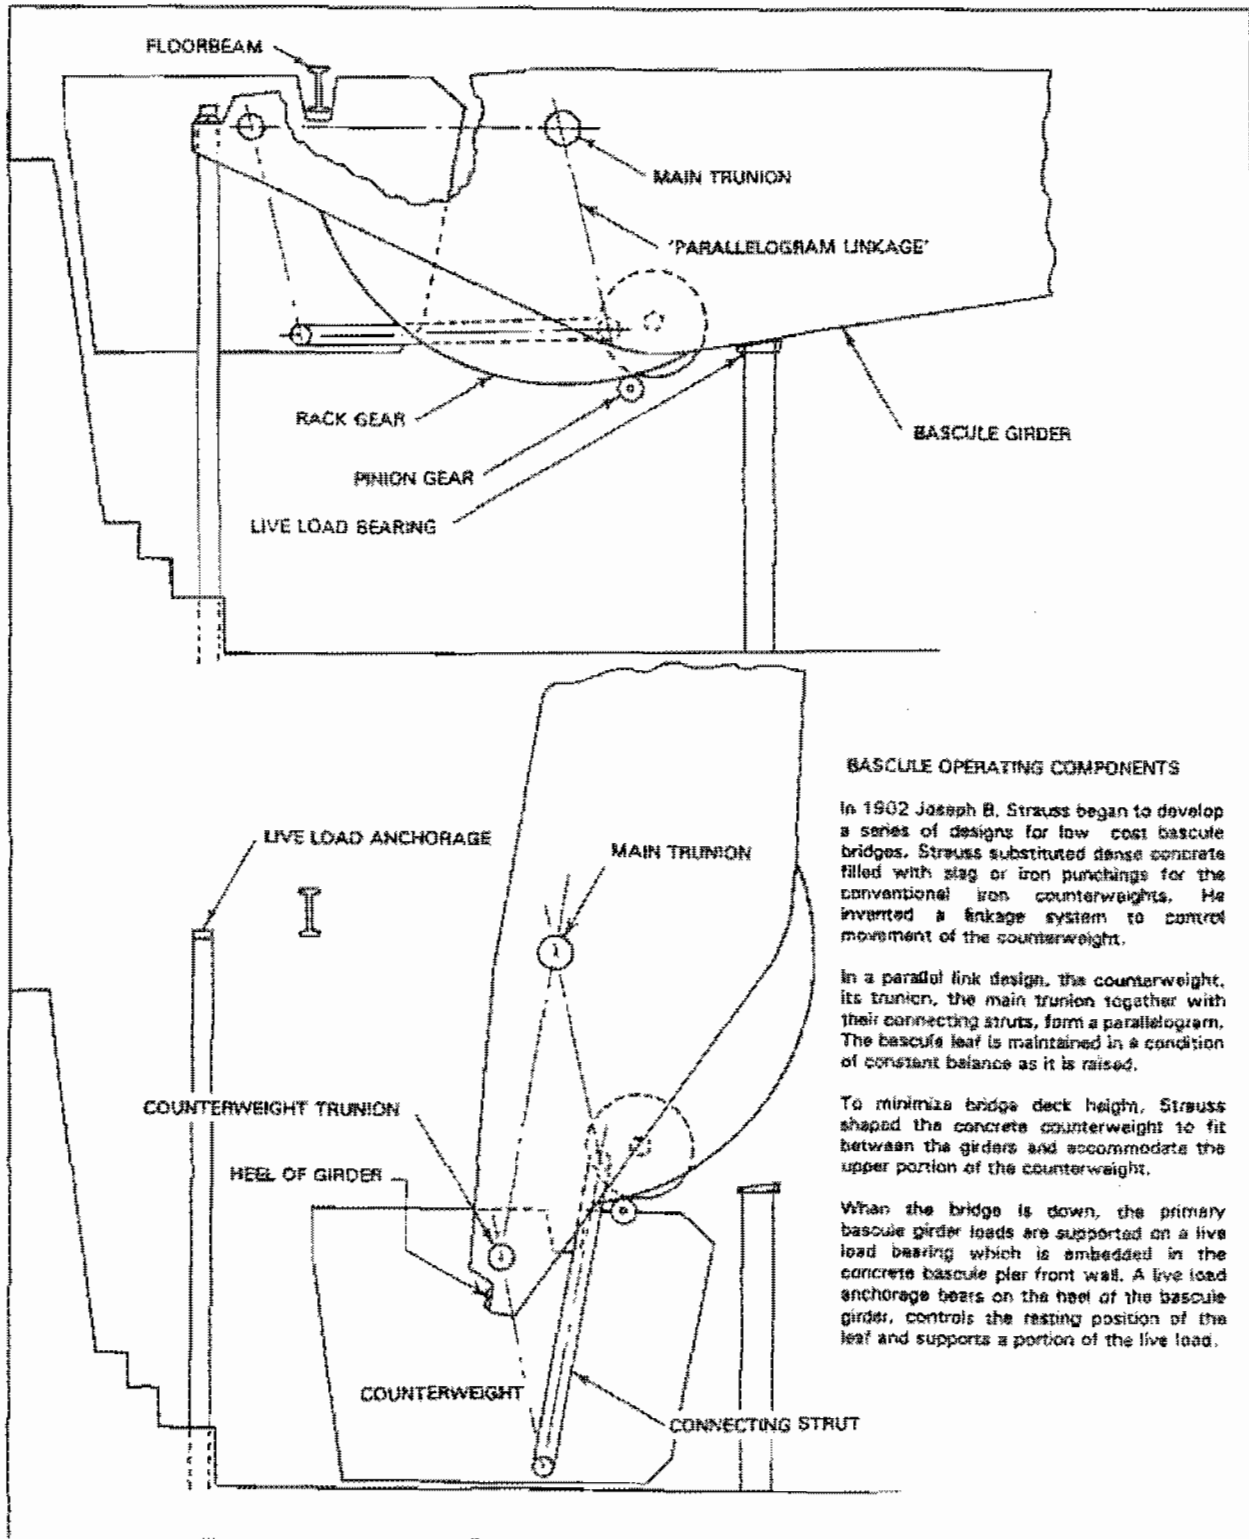 FLOORBEAM
MAIN TRUNION
'PARALLELOGRAM LINKAGE'
RACK GEAR
BASCULE GIRDER
PINION GEAR
LIVE LOAD BEARING
BASCULE OPERATING COMPONENTS
In 1902 Joseph B. Strauss began to develop
a series of designs for low cost bascule
bridges. Strauss substituted dense concrete
filled with slag or iron punchings for the
conventional iron counterweights. He
invented a linkage system to control
movement of the counterweight.
In a parallel link design, the counterweight,
its trunion, the main trunion together with
their connecting struts, form a parallelogram.
The bascule leaf is maintained in a condition
of constant balance as it is raised.
To minimize bridge deck height, Strauss
shaped the concrete counterweight to fit
between the girders and accommodate the
upper portion of the counterweight.
When the bridge is down, the primary
bascule girder loads are supported on a live
load bearing which is embedded in the
concrete bascule pier front wall. A live load
anchorage bears on the heel of the bascule
girder, controls the resting position of the
leaf and supports a portion of the live load.
LIVE LOAD ANCHORAGE
MAIN TRUNION
COUNTERWEIGHT TRUNION
HEEL OF GIRDER
COUNTERWEIGHT
CONNECTING STRUT